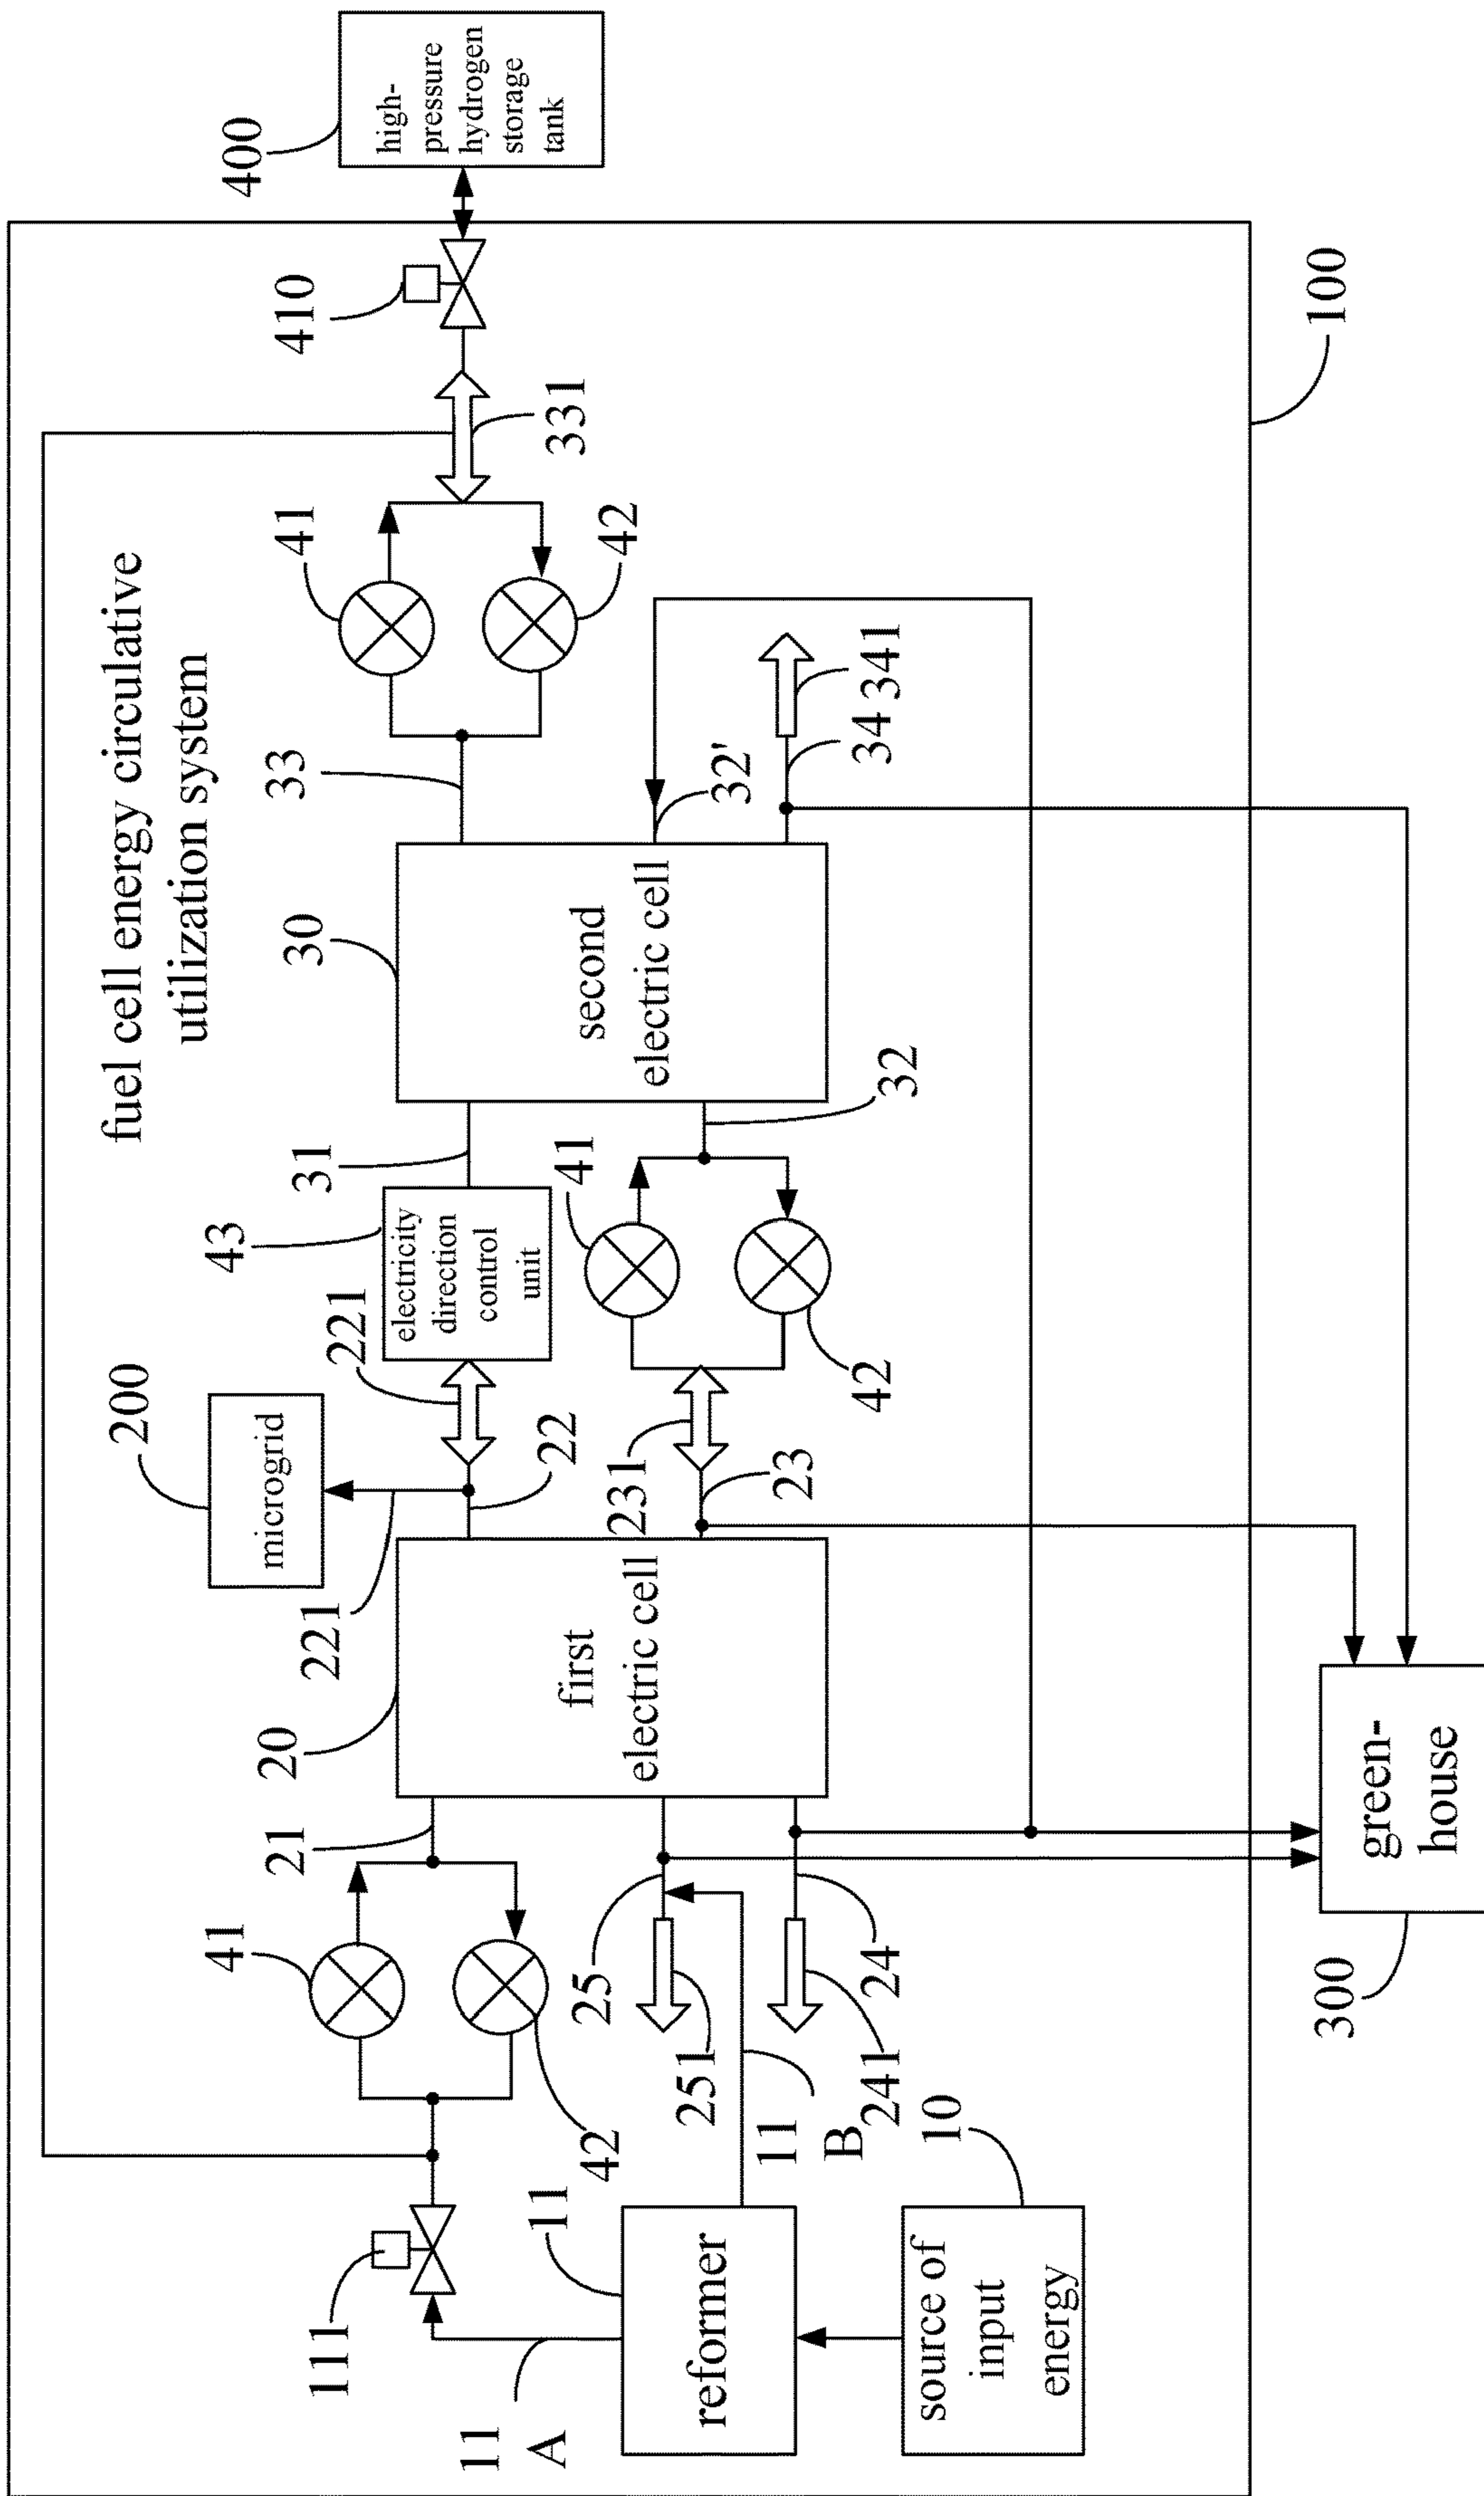 fuel cell energy circulative
utilization system
400
high-
pressure
hydrogen
storage
tank
410
331
41
42
33
30
second
electric cell
32'
34
341
31
32
43
electricity
direction
control
unit
41
42
221
200
microgrid
221
22
231
23
20
first
electric cell
21
41
42
25
251
24
241
111
11
A
11
reformer
11
B
10
source of
input
energy
100
green-
house
300